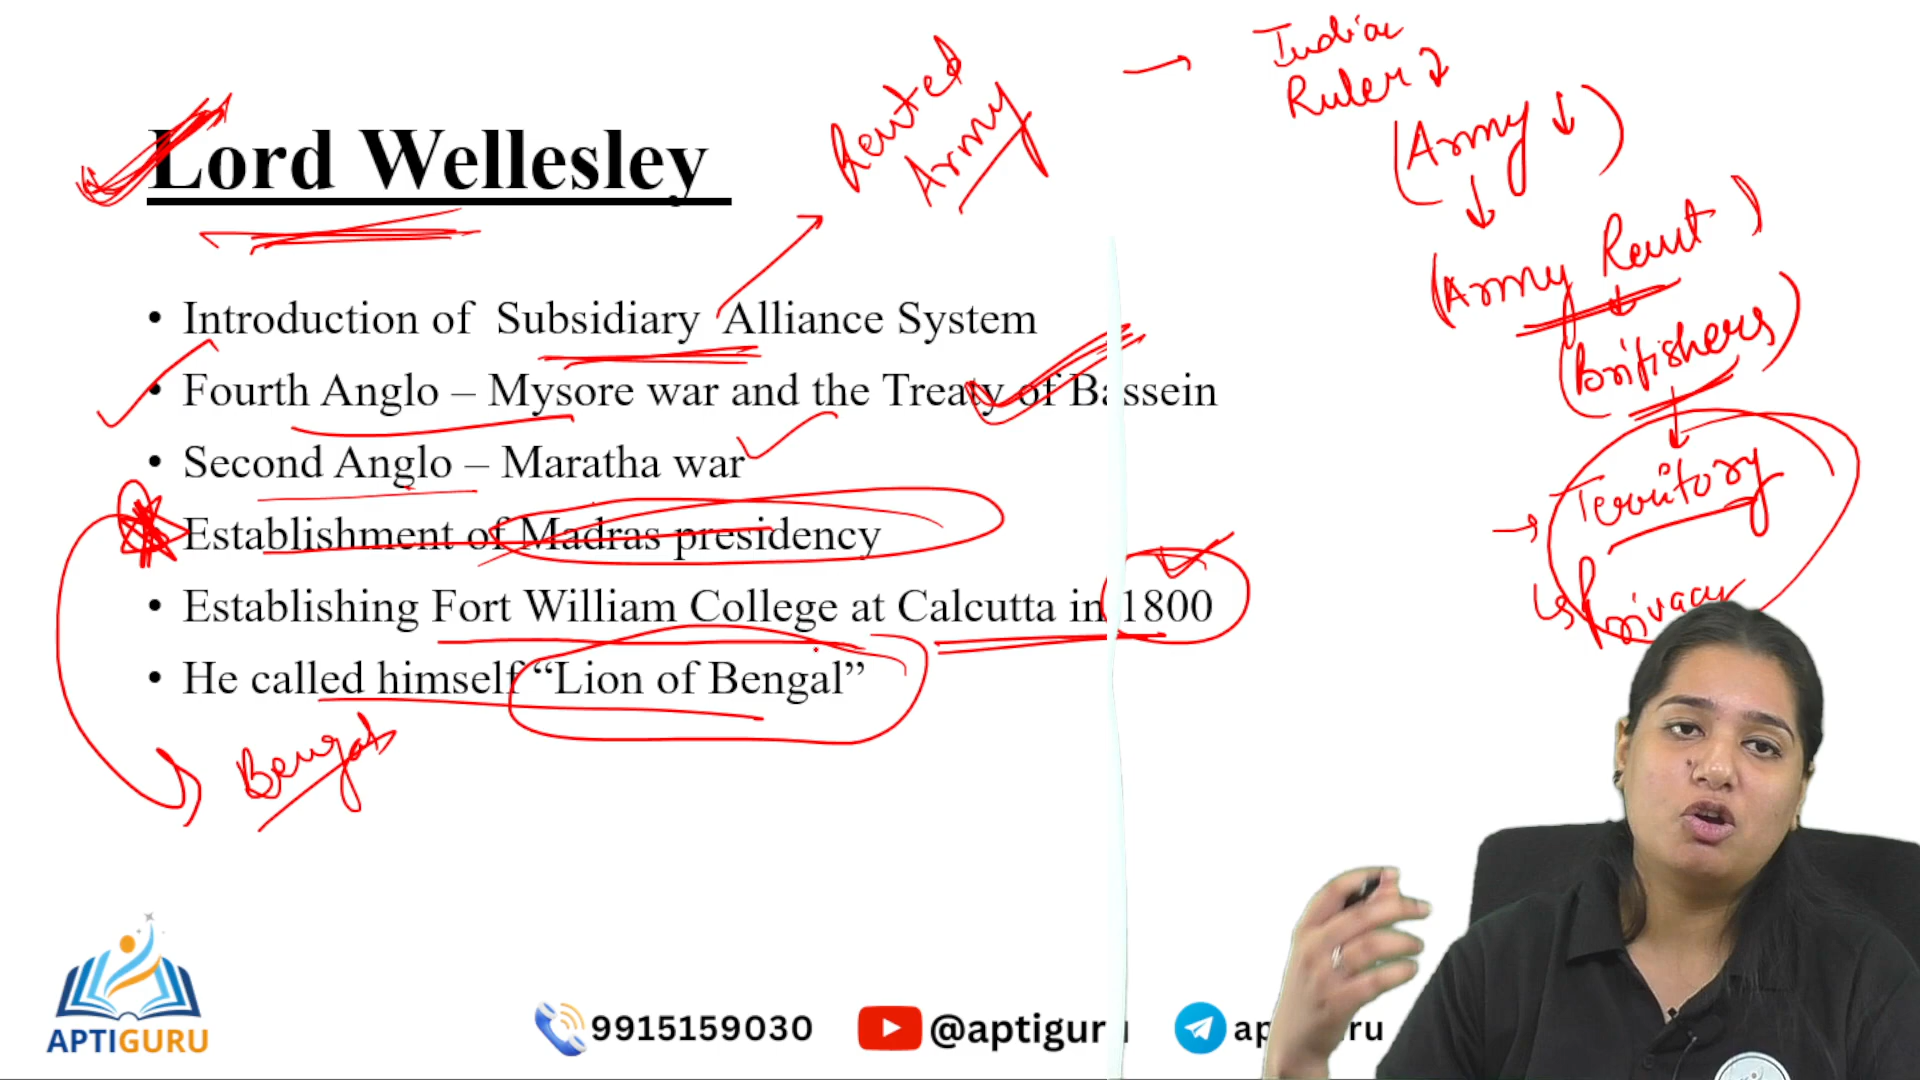 Lord Wellesley
• Introduction of Subsidiary Alliance System
• Fourth Anglo – Mysore war and the Treaty of Bassein
• Second Anglo – Maratha war
Establishment of Madras presidency
• Establishing Fort William College at Calcutta in 1800
• He called himself “Lion of Bengal”
Bengal
Rented
Army
Indian
Ruler
(Army ↓)
(Army Rent)
(Britishers)
Territory
Privacy
APTIGURU
9915159030
@aptiguru